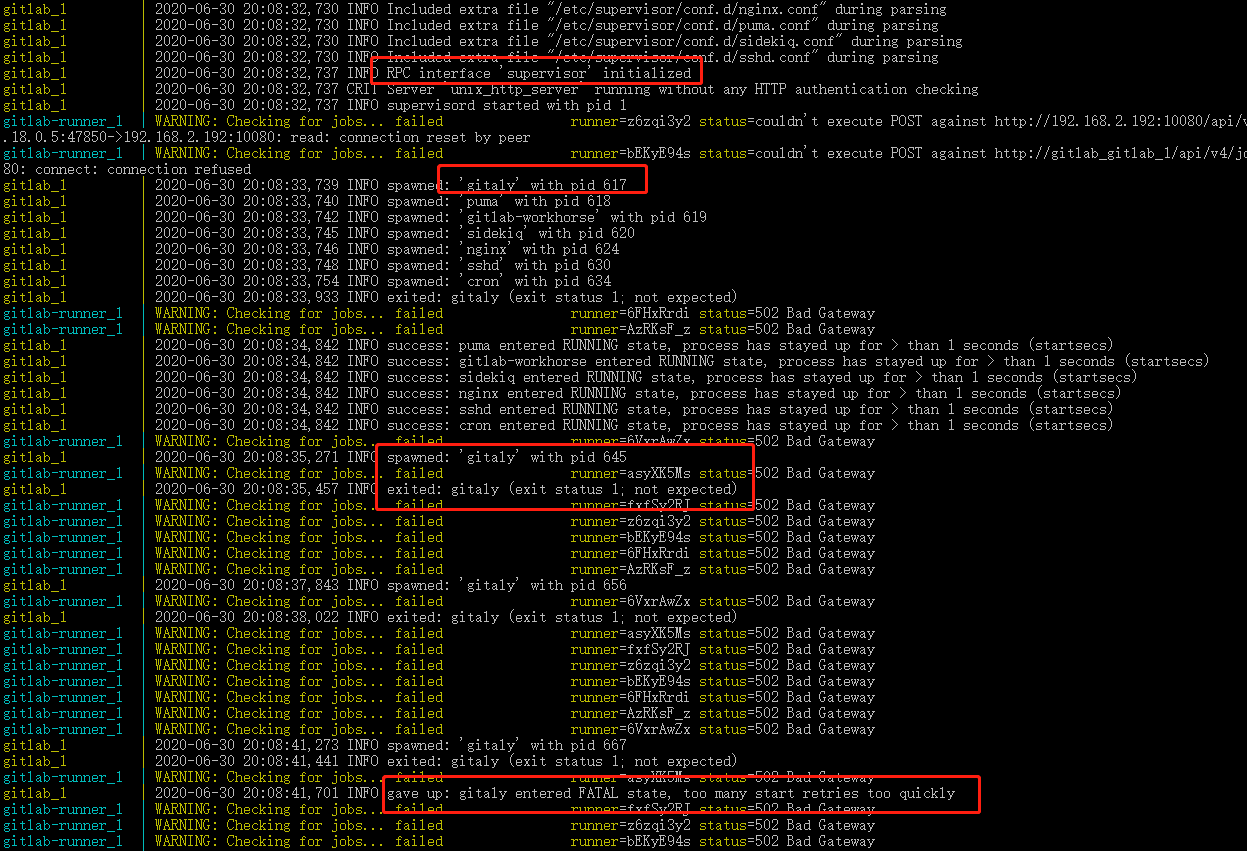 gitlab_1 | 2020-06-30 20:08:32,730 INFO Included extra file "/etc/supervisor/conf.d/nginx.conf" during parsing
gitlab_1 | 2020-06-30 20:08:32,730 INFO Included extra file "/etc/supervisor/conf.d/puma.conf" during parsing
gitlab_1 | 2020-06-30 20:08:32,730 INFO Included extra file "/etc/supervisor/conf.d/sidekiq.conf" during parsing
gitlab_1 | 2020-06-30 20:08:32,730 INFO Included extra file "/etc/supervisor/conf.d/sshd.conf" during parsing
gitlab_1 | 2020-06-30 20:08:32,737 INFO RPC interface 'supervisor' initialized
gitlab_1 | 2020-06-30 20:08:32,737 CRIT Server 'unix_http_server' running without any HTTP authentication checking
gitlab_1 | 2020-06-30 20:08:32,737 INFO supervisord started with pid 1
gitlab-runner_1 | WARNING: Checking for jobs... failed runner=z6zqi3y2 status=couldn't execute POST against http://192.168.2.192:10080/api/v
.18.0.5:47850->192.168.2.192:10080: read: connection reset by peer
gitlab-runner_1 | WARNING: Checking for jobs... failed runner=bEKyE94s status=couldn't execute POST against http://gitlab_gitlab_1/api/v4/jo
80: connect: connection refused
gitlab_1 | 2020-06-30 20:08:33,739 INFO spawned: 'gitaly' with pid 617
gitlab_1 | 2020-06-30 20:08:33,740 INFO spawned: 'puma' with pid 618
gitlab_1 | 2020-06-30 20:08:33,742 INFO spawned: 'gitlab-workhorse' with pid 619
gitlab_1 | 2020-06-30 20:08:33,745 INFO spawned: 'sidekiq' with pid 620
gitlab_1 | 2020-06-30 20:08:33,746 INFO spawned: 'nginx' with pid 624
gitlab_1 | 2020-06-30 20:08:33,748 INFO spawned: 'sshd' with pid 630
gitlab_1 | 2020-06-30 20:08:33,754 INFO spawned: 'cron' with pid 634
gitlab_1 | 2020-06-30 20:08:33,933 INFO exited: gitaly (exit status 1; not expected)
gitlab-runner_1 | WARNING: Checking for jobs... failed runner=6FHxRrdi status=502 Bad Gateway
gitlab-runner_1 | WARNING: Checking for jobs... failed runner=AzRKsF_z status=502 Bad Gateway
gitlab_1 | 2020-06-30 20:08:34,842 INFO success: puma entered RUNNING state, process has stayed up for > than 1 seconds (startsecs)
gitlab_1 | 2020-06-30 20:08:34,842 INFO success: gitlab-workhorse entered RUNNING state, process has stayed up for > than 1 seconds (startsecs)
gitlab_1 | 2020-06-30 20:08:34,842 INFO success: sidekiq entered RUNNING state, process has stayed up for > than 1 seconds (startsecs)
gitlab_1 | 2020-06-30 20:08:34,842 INFO success: nginx entered RUNNING state, process has stayed up for > than 1 seconds (startsecs)
gitlab_1 | 2020-06-30 20:08:34,842 INFO success: sshd entered RUNNING state, process has stayed up for > than 1 seconds (startsecs)
gitlab_1 | 2020-06-30 20:08:34,842 INFO success: cron entered RUNNING state, process has stayed up for > than 1 seconds (startsecs)
gitlab-runner_1 | WARNING: Checking for jobs... failed runner=6VxrAwZx status=502 Bad Gateway
gitlab_1 | 2020-06-30 20:08:35,271 INFO spawned: 'gitaly' with pid 645
gitlab-runner_1 | WARNING: Checking for jobs... failed runner=asyXK5Ms status=502 Bad Gateway
gitlab_1 | 2020-06-30 20:08:35,457 INFO exited: gitaly (exit status 1; not expected)
gitlab-runner_1 | WARNING: Checking for jobs... failed runner=fxfSy2RJ status=502 Bad Gateway
gitlab-runner_1 | WARNING: Checking for jobs... failed runner=z6zqi3y2 status=502 Bad Gateway
gitlab-runner_1 | WARNING: Checking for jobs... failed runner=bEKyE94s status=502 Bad Gateway
gitlab-runner_1 | WARNING: Checking for jobs... failed runner=6FHxRrdi status=502 Bad Gateway
gitlab-runner_1 | WARNING: Checking for jobs... failed runner=AzRKsF_z status=502 Bad Gateway
gitlab_1 | 2020-06-30 20:08:37,843 INFO spawned: 'gitaly' with pid 656
gitlab-runner_1 | WARNING: Checking for jobs... failed runner=6VxrAwZx status=502 Bad Gateway
gitlab_1 | 2020-06-30 20:08:38,022 INFO exited: gitaly (exit status 1; not expected)
gitlab-runner_1 | WARNING: Checking for jobs... failed runner=asyXK5Ms status=502 Bad Gateway
gitlab-runner_1 | WARNING: Checking for jobs... failed runner=fxfSy2RJ status=502 Bad Gateway
gitlab-runner_1 | WARNING: Checking for jobs... failed runner=z6zqi3y2 status=502 Bad Gateway
gitlab-runner_1 | WARNING: Checking for jobs... failed runner=bEKyE94s status=502 Bad Gateway
gitlab-runner_1 | WARNING: Checking for jobs... failed runner=6FHxRrdi status=502 Bad Gateway
gitlab-runner_1 | WARNING: Checking for jobs... failed runner=AzRKsF_z status=502 Bad Gateway
gitlab-runner_1 | WARNING: Checking for jobs... failed runner=6VxrAwZx status=502 Bad Gateway
gitlab_1 | 2020-06-30 20:08:41,273 INFO spawned: 'gitaly' with pid 667
gitlab_1 | 2020-06-30 20:08:41,441 INFO exited: gitaly (exit status 1; not expected)
gitlab-runner_1 | WARNING: Checking for jobs... failed runner=asyXK5Ms status=502 Bad Gateway
gitlab_1 | 2020-06-30 20:08:41,701 INFO gave up: gitaly entered FATAL state, too many start retries too quickly
gitlab-runner_1 | WARNING: Checking for jobs... failed runner=fxfSy2RJ status=502 Bad Gateway
gitlab-runner_1 | WARNING: Checking for jobs... failed runner=z6zqi3y2 status=502 Bad Gateway
gitlab-runner_1 | WARNING: Checking for jobs... failed runner=bEKyE94s status=502 Bad Gateway